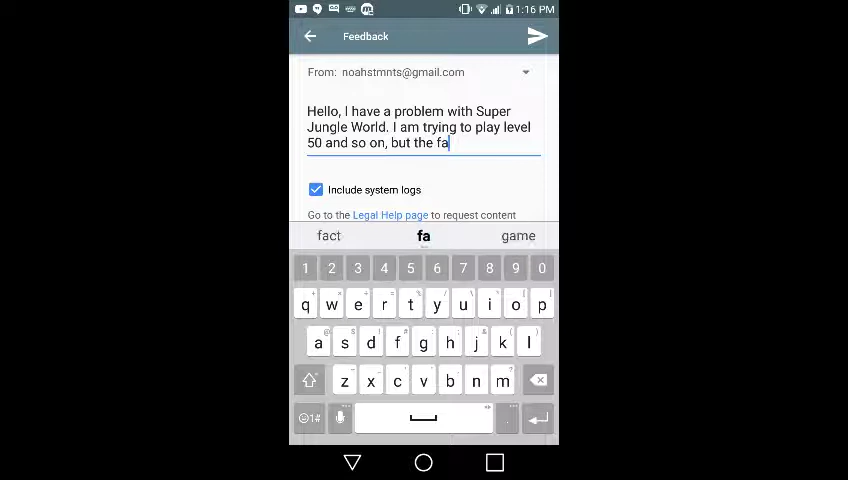 1:16 PM
Feedback
From: noahstmnts@gmail.com
Hello, I have a problem with Super
Jungle World. I am trying to play level
50 and so on, but the fa
Include system logs
Go to the Legal Help page to request content
fact fa game
1 2 3 4 5 6 7 8 9 0
q w e r t y u i o p
a s d f g h j k l
z x c v b n m
1#